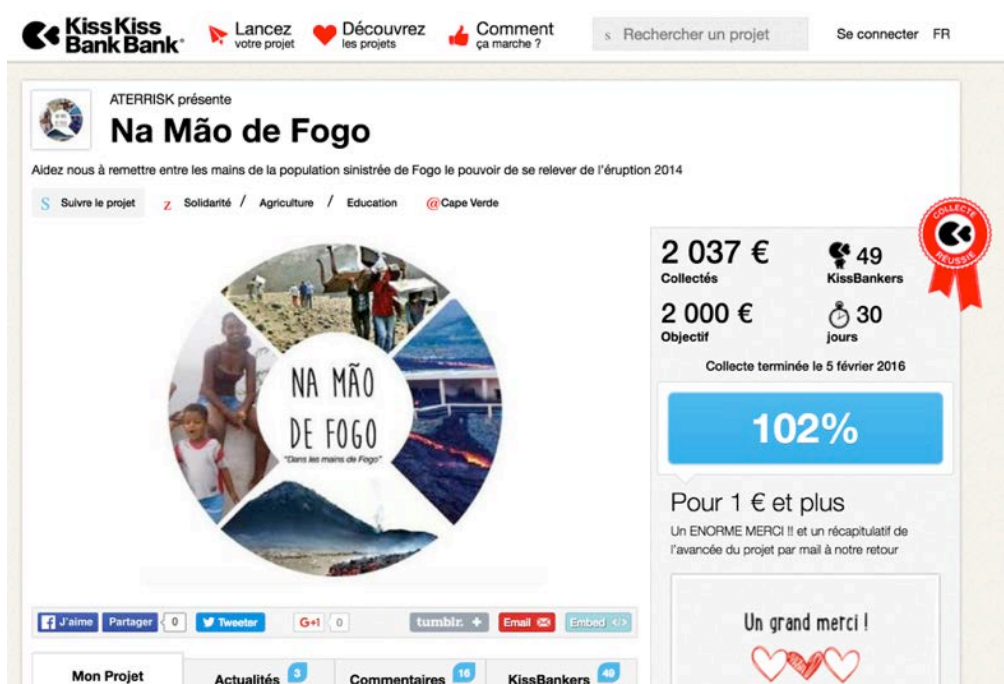 KissKiss
BankBank
Lancez
votre projet
Découvrez
les projets
Comment
ça marche ?
s Rechercher un projet
Se connecter FR
ATERRISK présente
Na Mão de Fogo
Aidez nous à remettre entre les mains de la population sinistrée de Fogo le pouvoir de se relever de l'éruption 2014
S Suivre le projet
z Solidarité / Agriculture / Education
@Cape Verde
COLLECTE
RÉUSSIE
NA MÃO
DE FOGO
"Dans les mains de Fogo"
2 037 €
Collectés
49
KissBankers
2 000 €
Objectif
30
jours
Collecte terminée le 5 février 2016
102%
Pour 1 € et plus
Un ENORME MERCI !! et un récapitulatif de
l'avancée du projet par mail à notre retour
Un grand merci !
f J'aime Partager 0
Tweeter
G+1 0
tumblr. +
Email
Embed </>
Mon Projet
Actualités 3
Commentaires 16
KissBankers 49